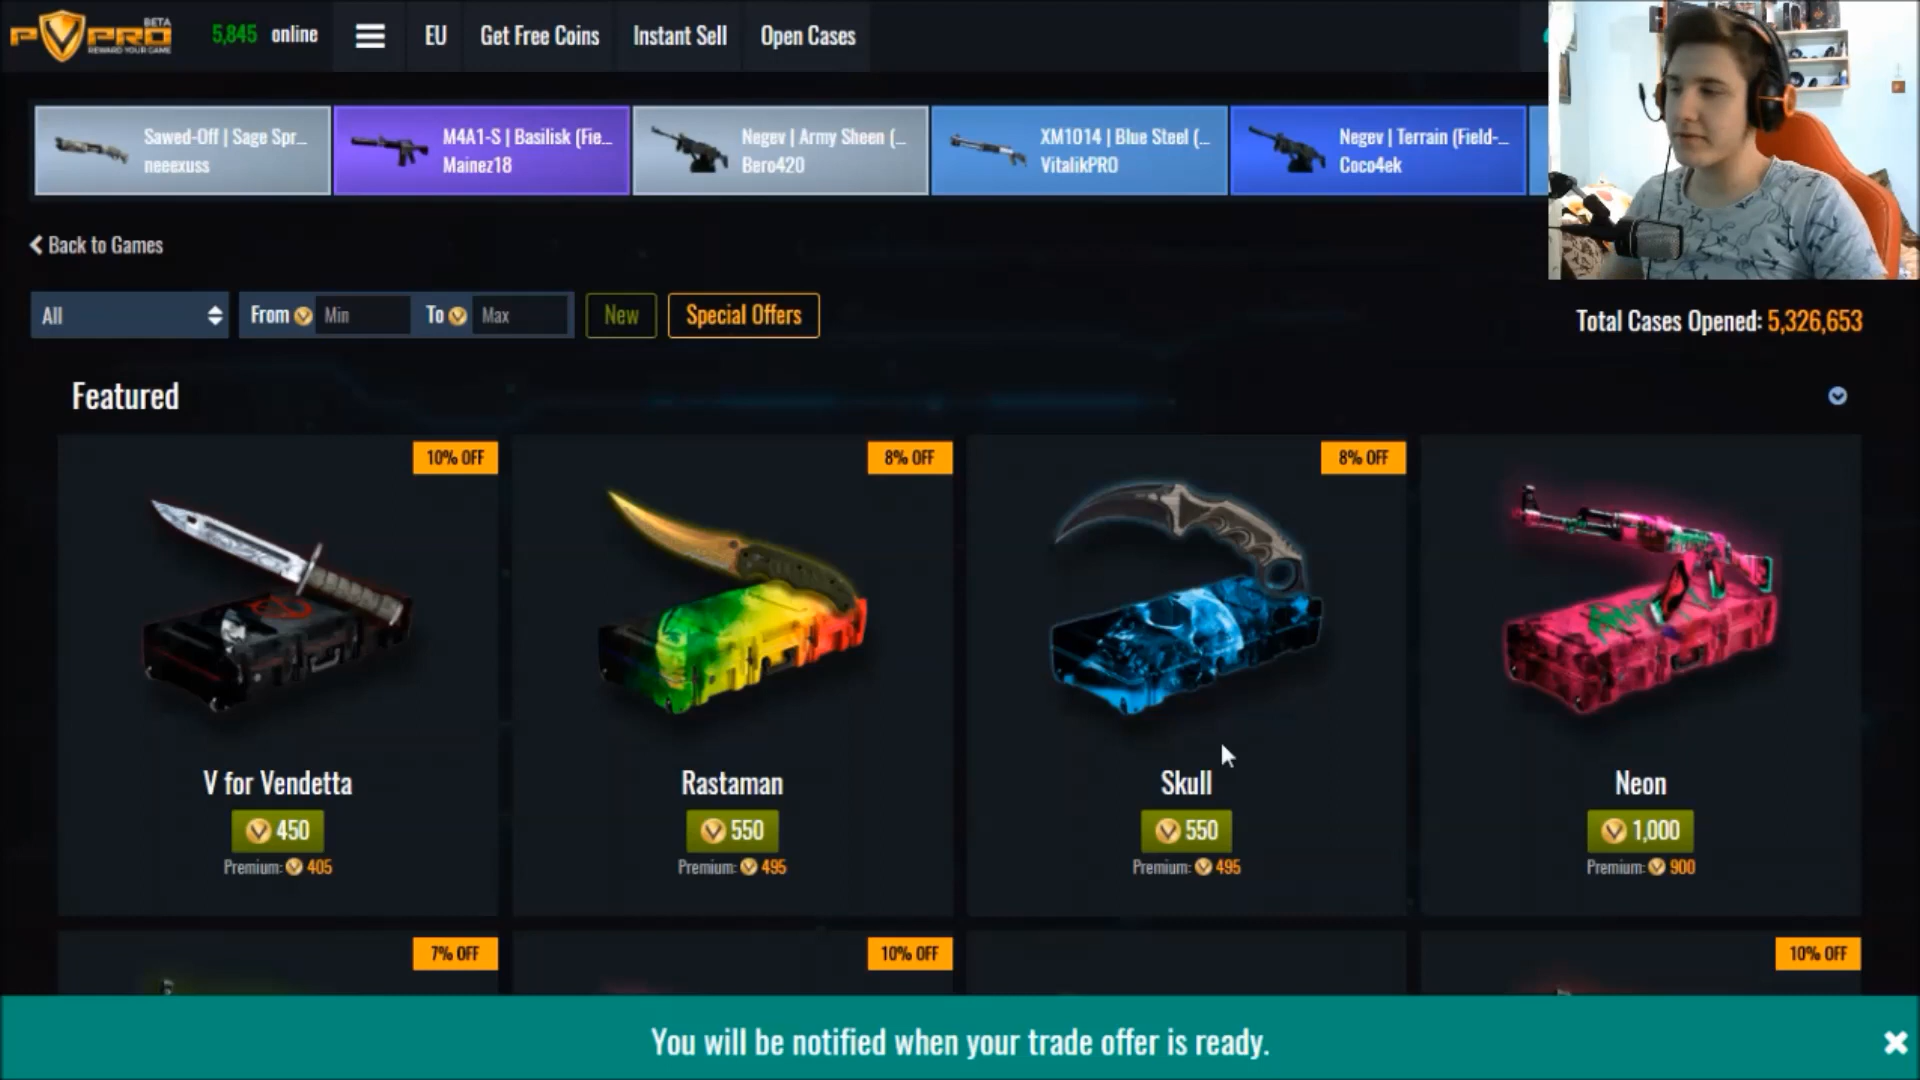 PVPRO BETA
REWARD YOUR GAME
5,845 online
EU
Get Free Coins
Instant Sell
Open Cases
Sawed-Off | Sage Spr...
neeexuss
M4A1-S | Basilisk (Fie...
Mainez18
Negev | Army Sheen (...
Bero420
XM1014 | Blue Steel (...
VitalikPRO
Negev | Terrain (Field-...
Coco4ek
Back to Games
All
From Min To Max
New
Special Offers
Total Cases Opened: 5,326,653
Featured
10% OFF
V for Vendetta
450
Premium: 405
8% OFF
Rastaman
550
Premium: 495
8% OFF
Skull
550
Premium: 495
Neon
1,000
Premium: 900
7% OFF
10% OFF
10% OFF
You will be notified when your trade offer is ready.